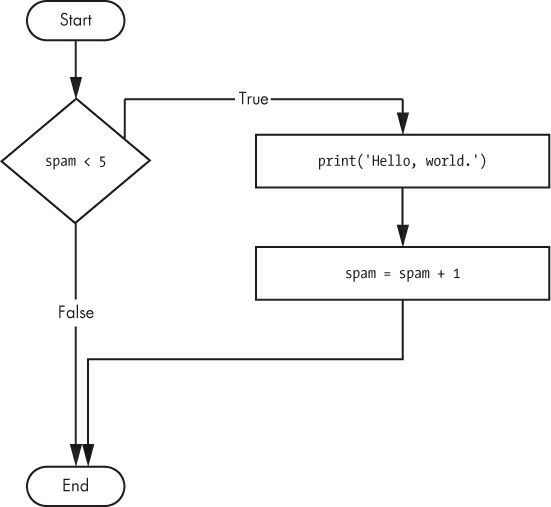 Start
True
spam < 5
print('Hello, world.')
spam = spam + 1
False
End